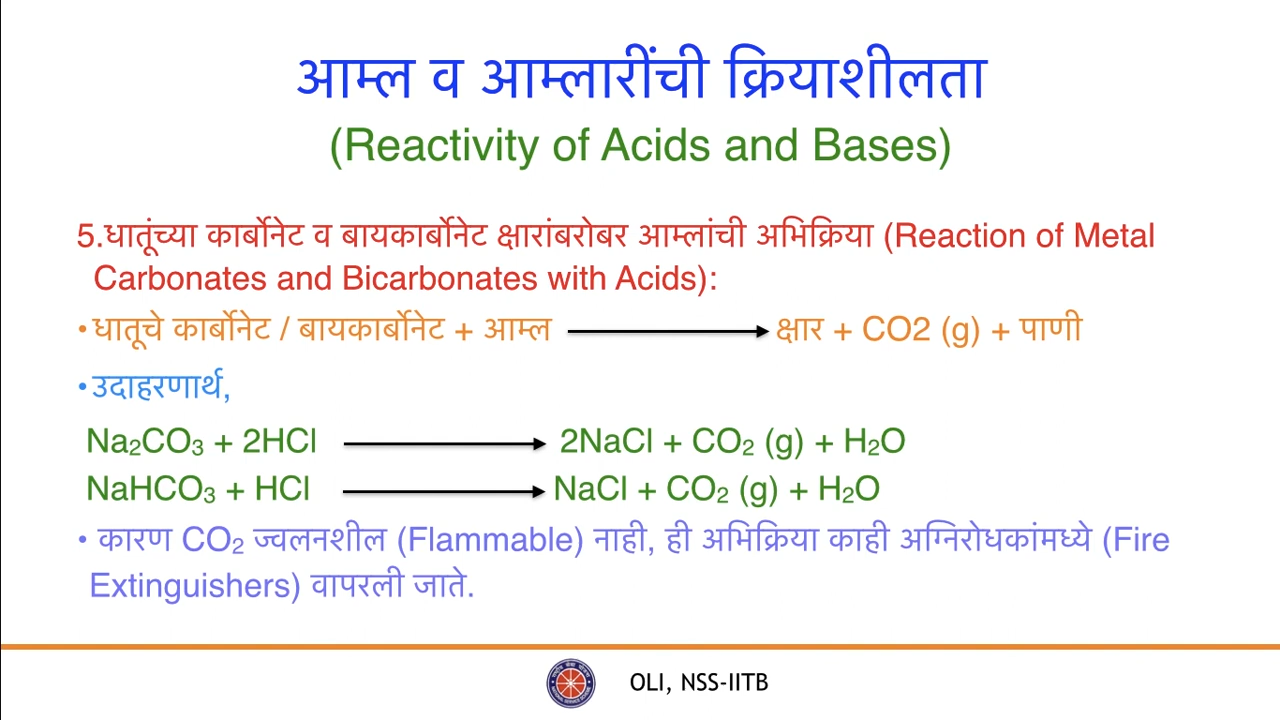 आम्ल व आम्लारींची क्रियाशीलता
(Reactivity of Acids and Bases)
5.धातूंच्या कार्बोनेट व बायकार्बोनेट क्षारांबरोबर आम्लांची अभिक्रिया (Reaction of Metal
Carbonates and Bicarbonates with Acids):
•धातूचे कार्बोनेट / बायकार्बोनेट + आम्ल ⟶ क्षार + CO2 (g) + पाणी
•उदाहरणार्थ,
Na₂CO₃ + 2HCl ⟶ 2NaCl + CO₂ (g) + H₂O
NaHCO₃ + HCl ⟶ NaCl + CO₂ (g) + H₂O
• कारण CO₂ ज्वलनशील (Flammable) नाही, ही अभिक्रिया काही अग्निरोधकांमध्ये (Fire
Extinguishers) वापरली जाते.
OLI, NSS-IITB